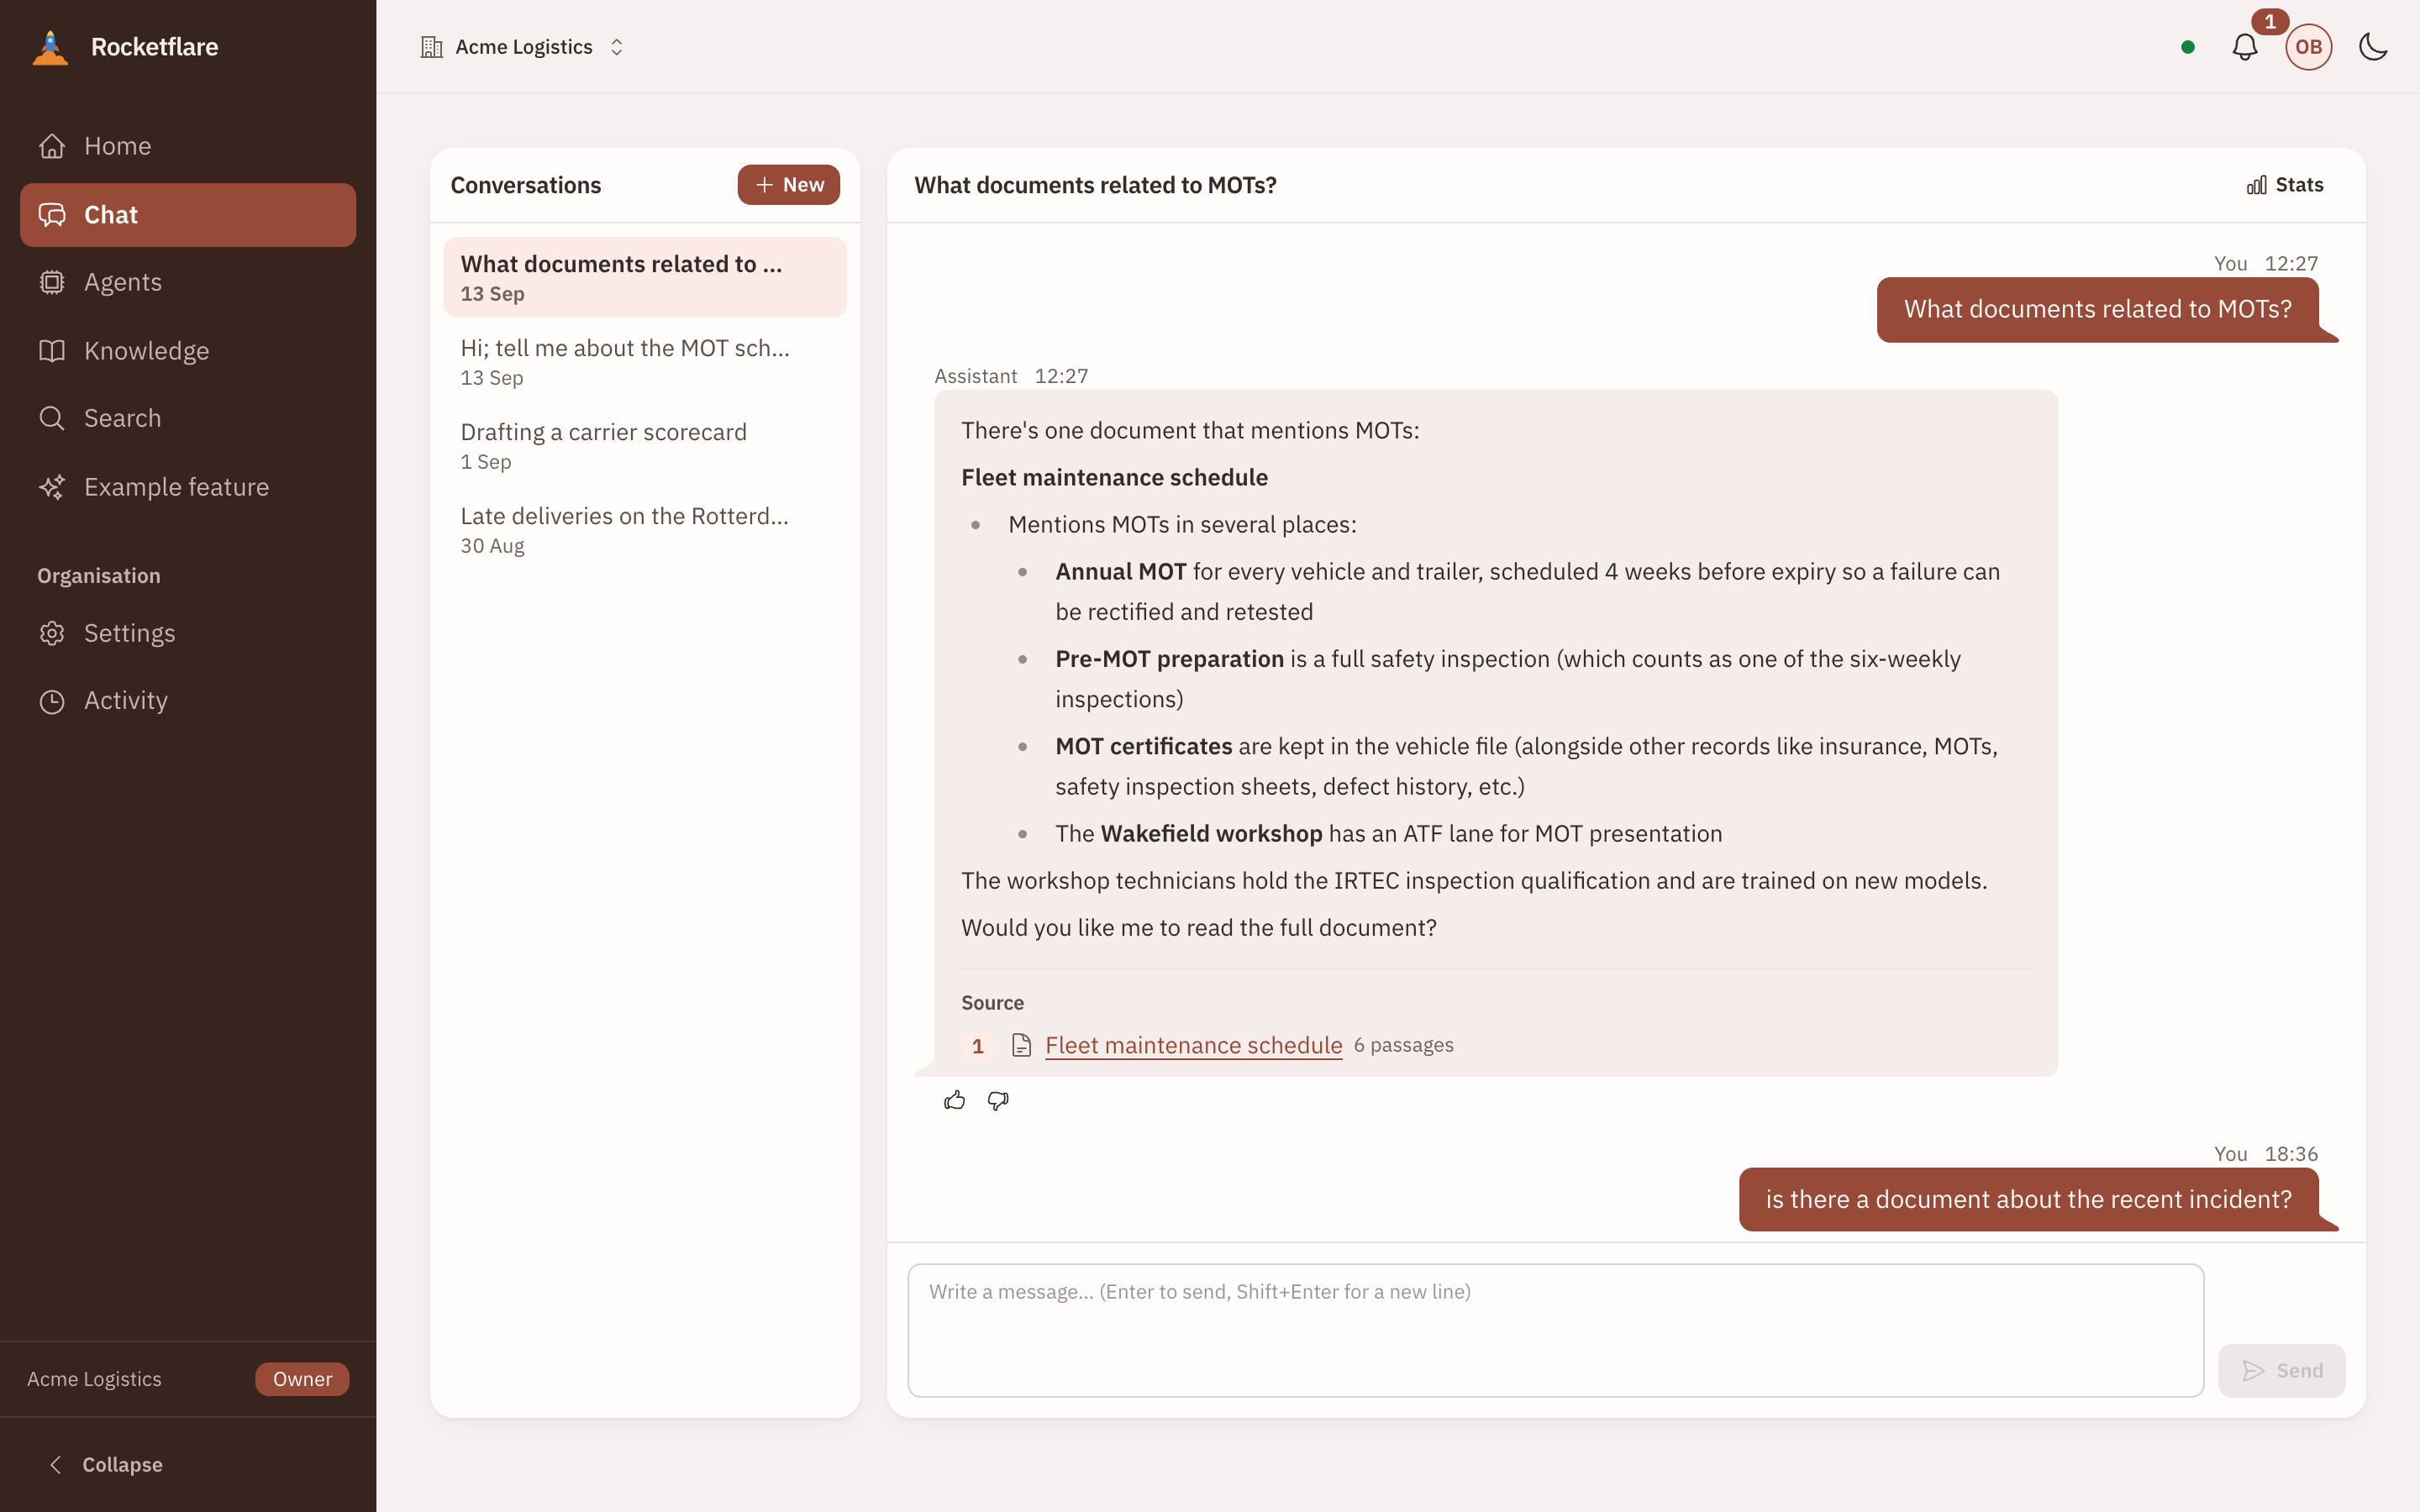 Rocketflare
Home
Chat
Agents
Knowledge
Search
Example feature
Organisation
Settings
Activity
Acme Logistics
Owner
Collapse
Acme Logistics
1
OB
Conversations
New
What documents related to ...
13 Sep
Hi; tell me about the MOT sch...
13 Sep
Drafting a carrier scorecard
1 Sep
Late deliveries on the Rotterd...
30 Aug
What documents related to MOTs?
Stats
You 12:27
What documents related to MOTs?
Assistant 12:27
There's one document that mentions MOTs:
Fleet maintenance schedule
Mentions MOTs in several places:
Annual MOT for every vehicle and trailer, scheduled 4 weeks before expiry so a failure can
be rectified and retested
Pre-MOT preparation is a full safety inspection (which counts as one of the six-weekly
inspections)
MOT certificates are kept in the vehicle file (alongside other records like insurance, MOTs,
safety inspection sheets, defect history, etc.)
The Wakefield workshop has an ATF lane for MOT presentation
The workshop technicians hold the IRTEC inspection qualification and are trained on new models.
Would you like me to read the full document?
Source
1 Fleet maintenance schedule 6 passages
You 18:36
is there a document about the recent incident?
Write a message... (Enter to send, Shift+Enter for a new line)
Send